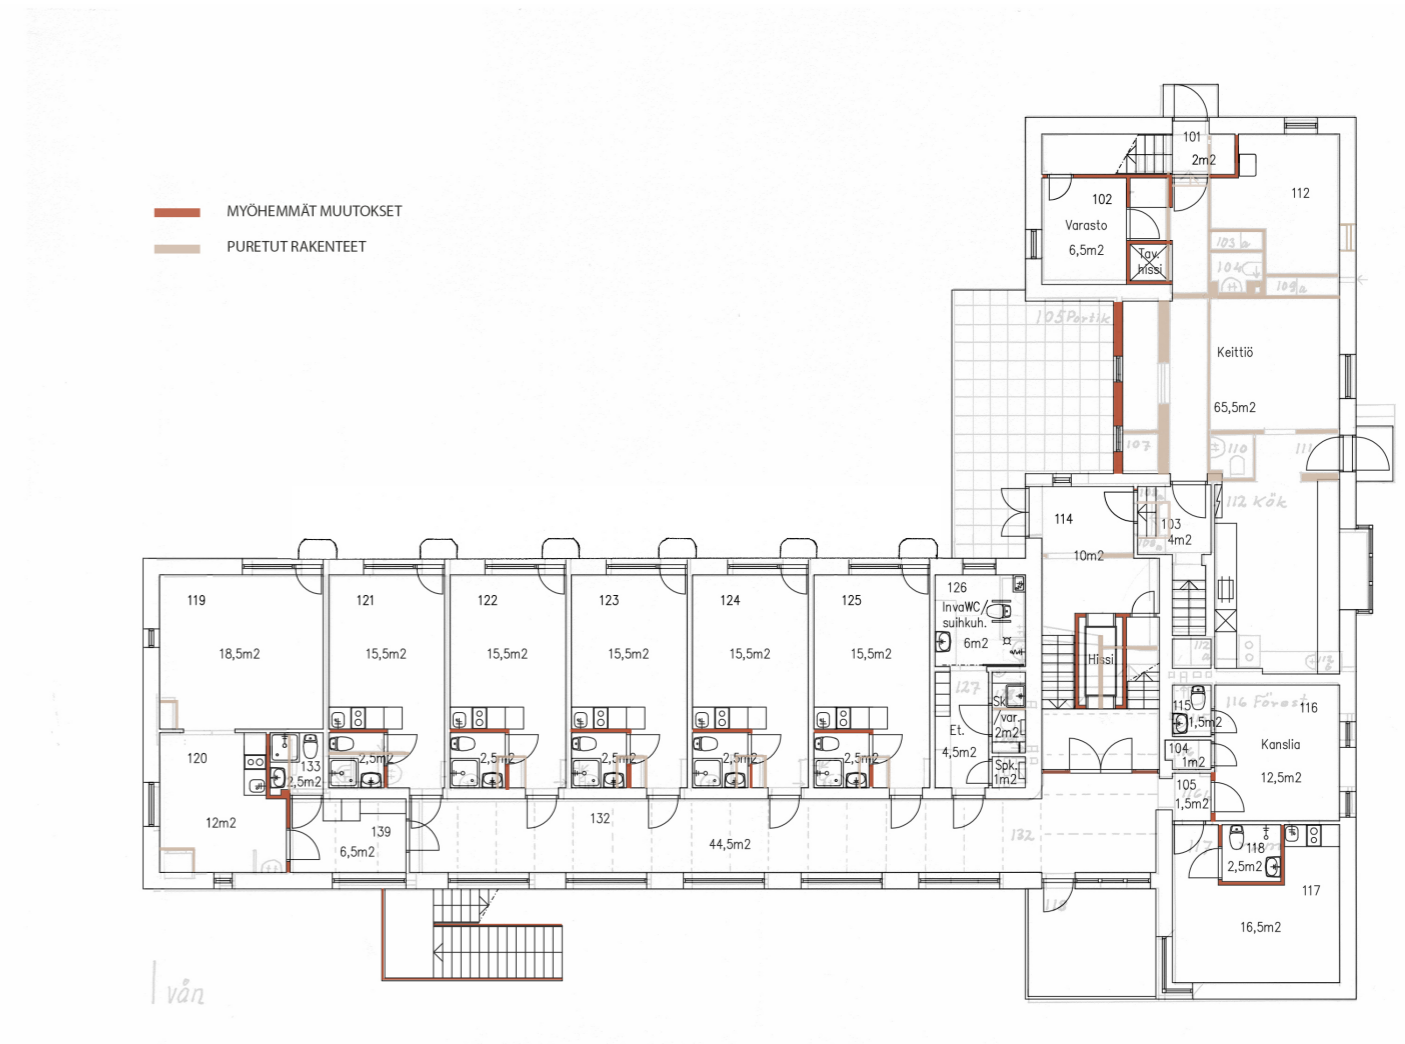 MYÖHEMMÄT MUUTOKSET
PURETUT RAKENTEET
101
2m2
102
Varasto
6,5m2
Tav.
hissi
112
103 a
104
109 a
105 Portik
Keittiö
65,5m2
107
110
111
112 Kök
114
10m2
103
4m2
119
18,5m2
121
15,5m2
122
15,5m2
123
15,5m2
124
15,5m2
125
15,5m2
126
InvaWC/
suihkuh.
6m2
Hissi
127
Sk.
/var.
2m2
Et.
4,5m2
Spk.
1m2
115
1,5m2
116
116
Kanslia
12,5m2
104
1m2
105
1,5m2
120
12m2
133
2,5m2
2,5m2
2,5m2
2,5m2
2,5m2
2,5m2
139
6,5m2
132
44,5m2
132
117
118
2,5m2
117
16,5m2
118
I vån